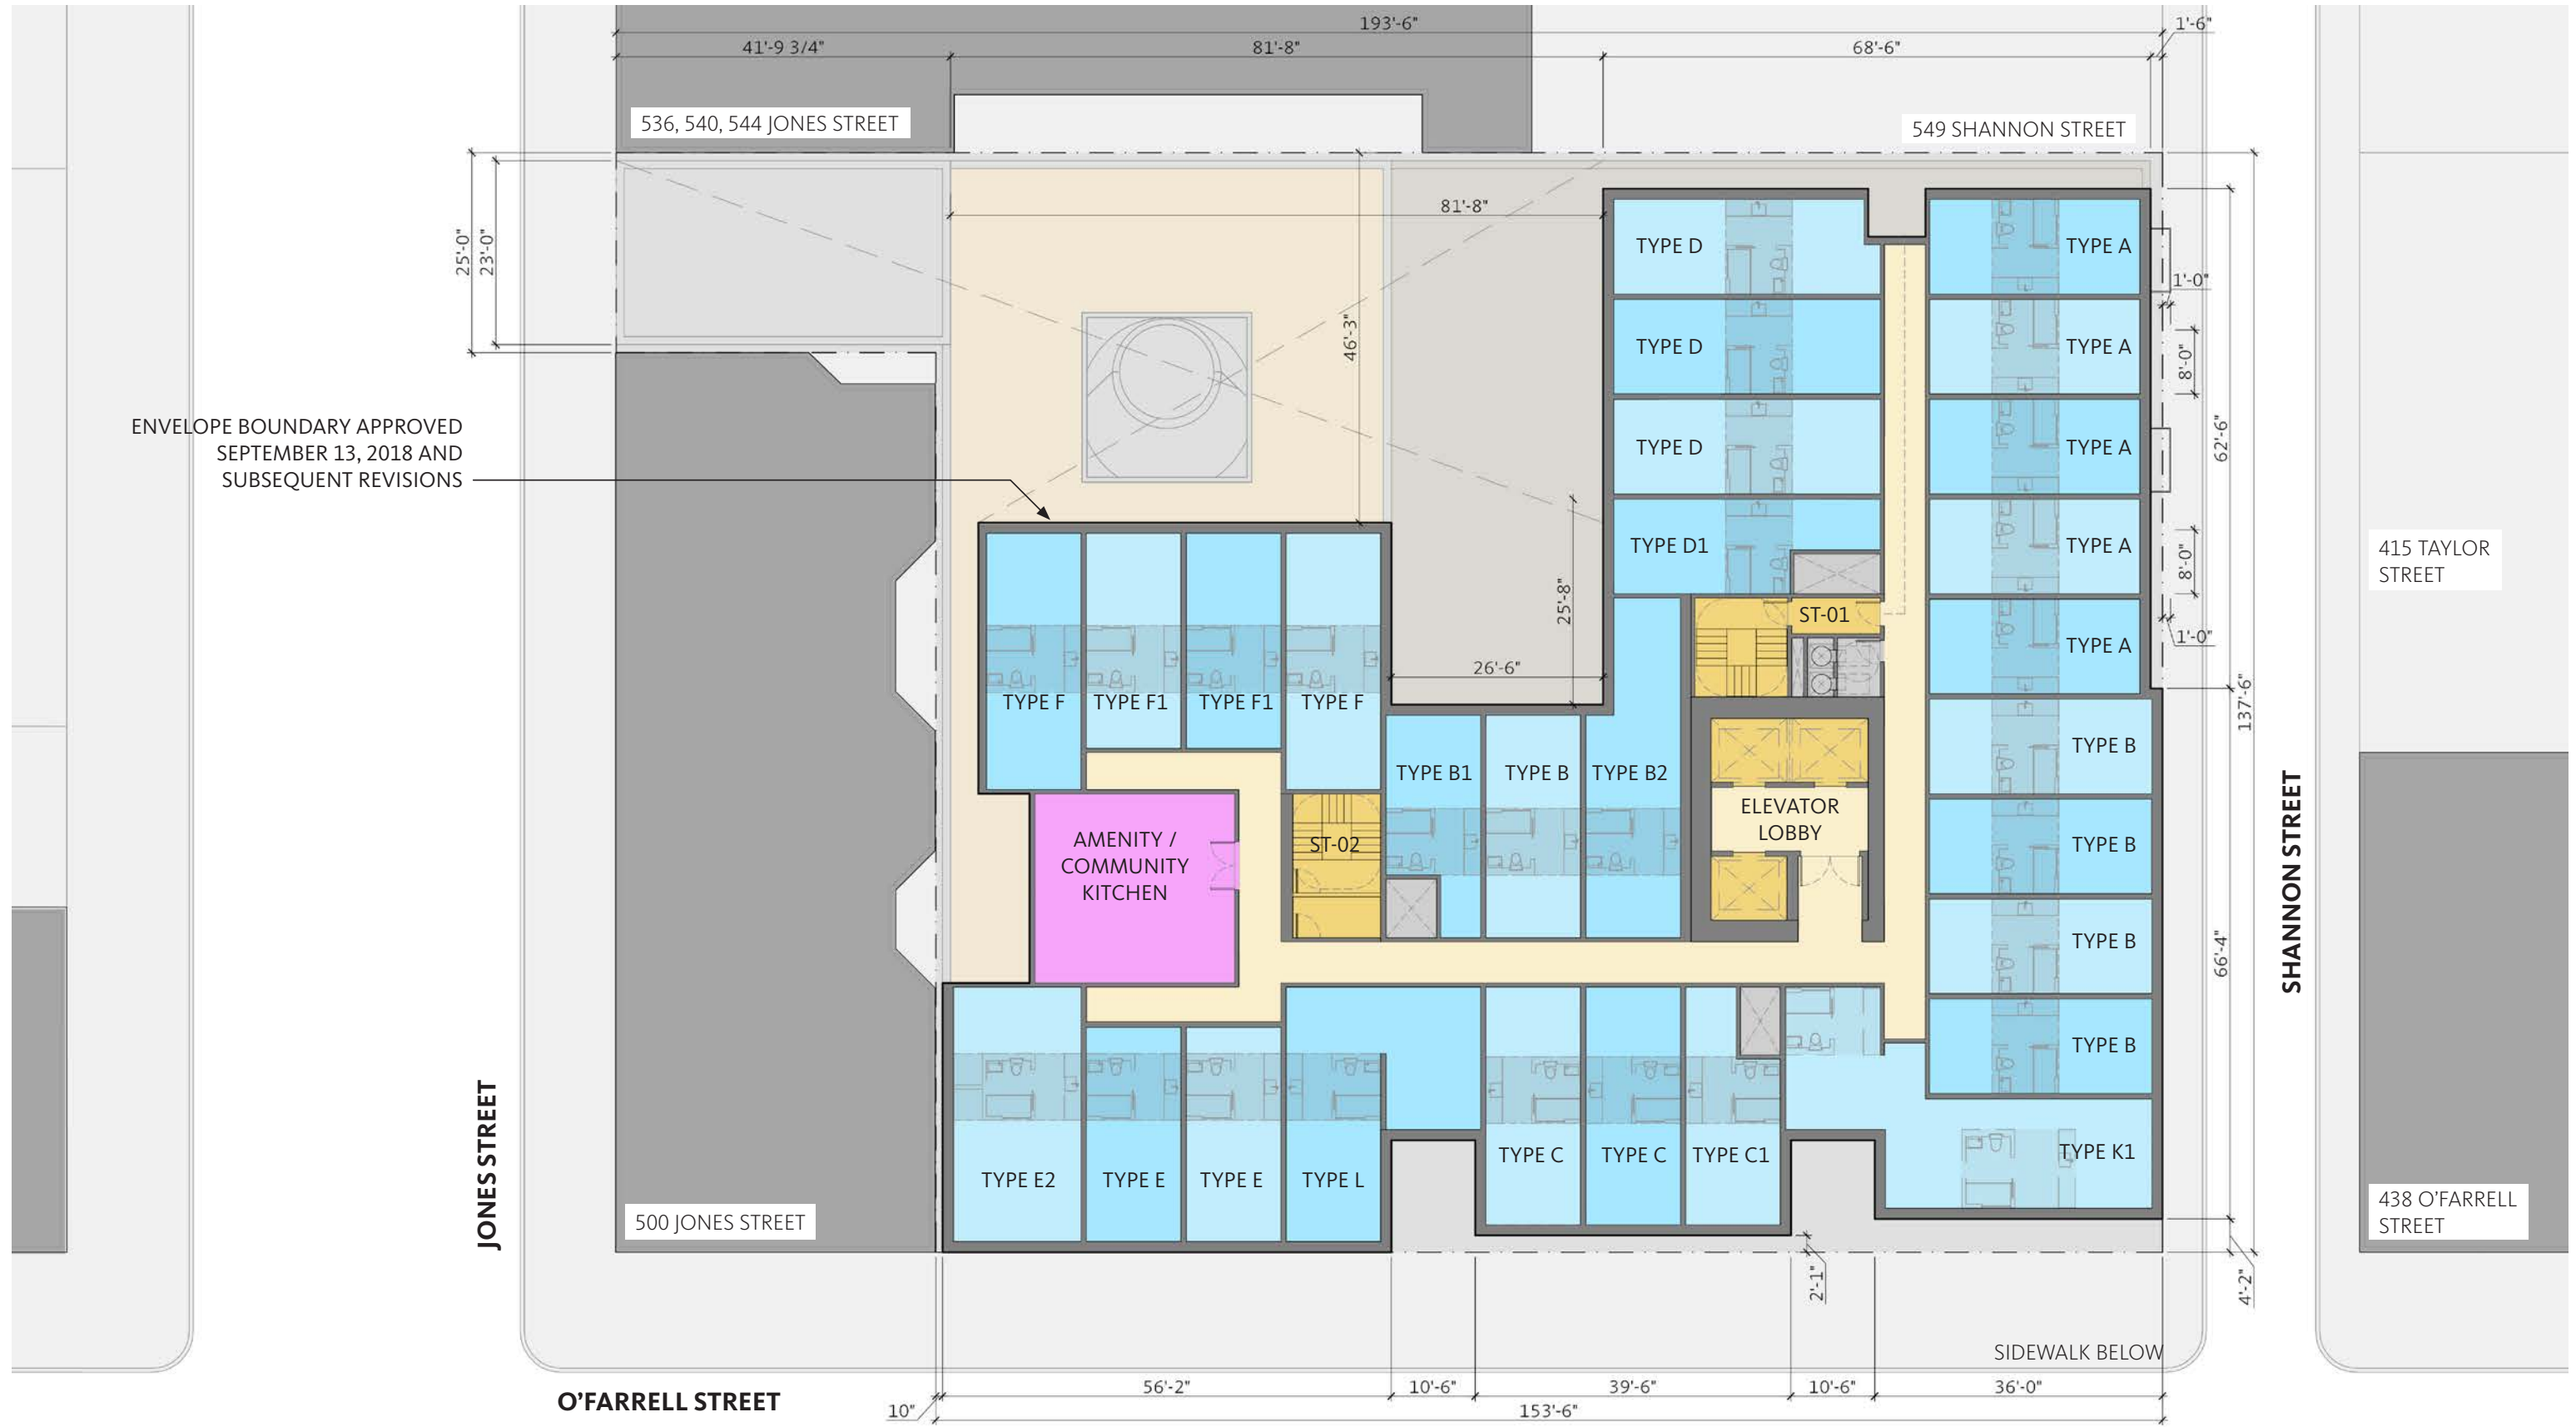 193'-6"
1'-6"
41'-9 3/4"
81'-8"
68'-6"
536, 540, 544 JONES STREET
549 SHANNON STREET
25'-0"
23'-0"
81'-8"
46'-3"
TYPE D
TYPE A
1'-0"
TYPE D
TYPE A
8'-0"
ENVELOPE BOUNDARY APPROVED
SEPTEMBER 13, 2018 AND
SUBSEQUENT REVISIONS
TYPE D
TYPE A
62'-6"
TYPE D1
TYPE A
8'-0"
415 TAYLOR
STREET
25'-8"
ST-01
TYPE A
1'-0"
26'-6"
137'-6"
TYPE F
TYPE F1
TYPE F1
TYPE F
TYPE B
TYPE B1
TYPE B
TYPE B2
ELEVATOR
LOBBY
AMENITY /
COMMUNITY
KITCHEN
ST-02
TYPE B
SHANNON STREET
TYPE B
66'-4"
TYPE B
JONES STREET
TYPE E2
TYPE E
TYPE E
TYPE L
TYPE C
TYPE C
TYPE C1
TYPE K1
500 JONES STREET
438 O'FARRELL
STREET
2'-1"
4'-2"
SIDEWALK BELOW
O'FARRELL STREET
10"
56'-2"
10'-6"
39'-6"
10'-6"
36'-0"
153'-6"